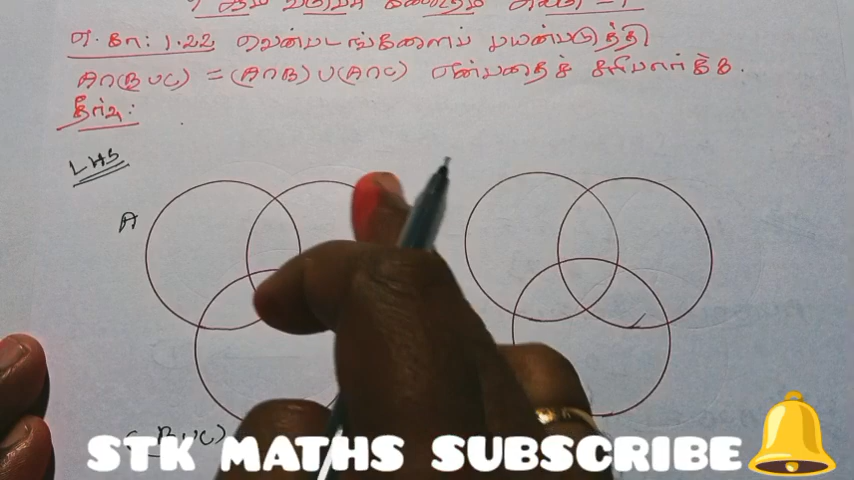 எ. கா: 1.22 வென்படங்களைப் பயன்படுத்தி
A∩(B∪C) = (A∩B) ∪(A∩C) என்பதைச் சரிபார்க்க.
தீர்வு:
LHS
A
(B∪C)
STK MATHS SUBSCRIBE